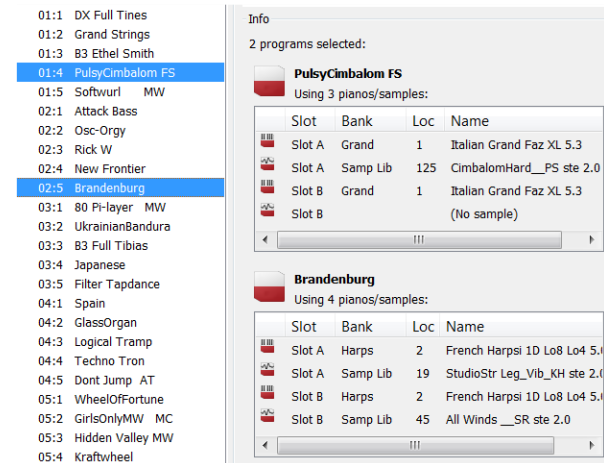 01:1 DX Full Tines
01:2 Grand Strings
01:3 B3 Ethel Smith
01:4 PulsyCimbalom FS
01:5 Softwurl MW
02:1 Attack Bass
02:2 Osc-Orgy
02:3 Rick W
02:4 New Frontier
02:5 Brandenburg
03:1 80 Pi-layer MW
03:2 UkrainianBandura
03:3 B3 Full Tibias
03:4 Japanese
03:5 Filter Tapdance
04:1 Spain
04:2 GlassOrgan
04:3 Logical Tramp
04:4 Techno Tron
04:5 Dont Jump AT
05:1 WheelOfFortune
05:2 GirlsOnlyMW MC
05:3 Hidden Valley MW
05:4 Kraftwheel
Info
2 programs selected:
PulsyCimbalom FS
Using 3 pianos/samples:
Slot Bank Loc Name
Slot A Grand 1 Italian Grand Faz XL 5.3
Slot A Samp Lib 125 CimbalomHard__PS ste 2.0
Slot B Grand 1 Italian Grand Faz XL 5.3
Slot B (No sample)
Brandenburg
Using 4 pianos/samples:
Slot Bank Loc Name
Slot A Harps 2 French Harpsi 1D Lo8 Lo4 5.
Slot A Samp Lib 19 StudioStr Leg_Vib_KH ste 2.
Slot B Harps 2 French Harpsi 1D Lo8 Lo4 5.
Slot B Samp Lib 45 All Winds __SR ste 2.0